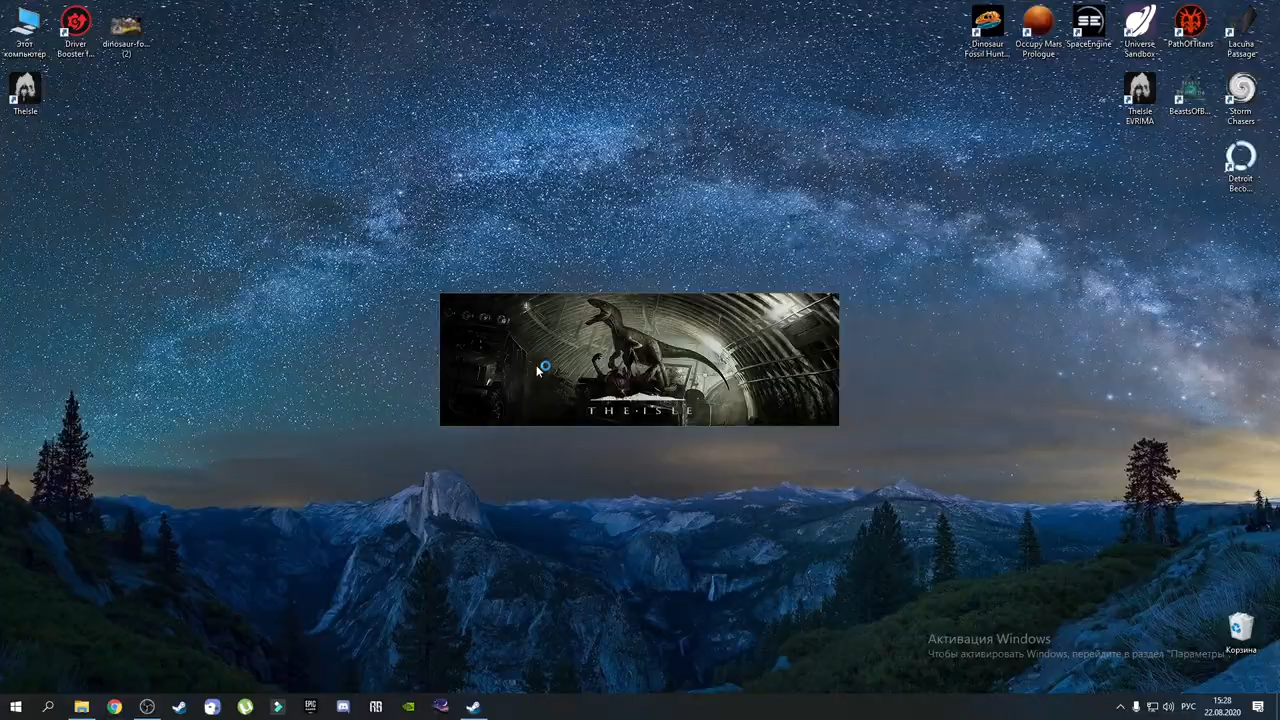 Этот
компьютер
Driver
Booster f...
dinosaur-fo...
(2)
Dinosaur
Fossil Hunt...
Occupy Mars
Prologue
SpaceEngine
Universe
Sandbox
PathOfTitans
Lacuna
Passage
TheIsle
TheIsle
EVRIMA
BeastsOfB...
Storm
Chasers
Detroit
Beco...
THE·ISLE
Активация Windows
Чтобы активировать Windows, перейдите в раздел "Параметры".
Корзина
EPIC
GAMES
РУС
15:28
22.08.2020